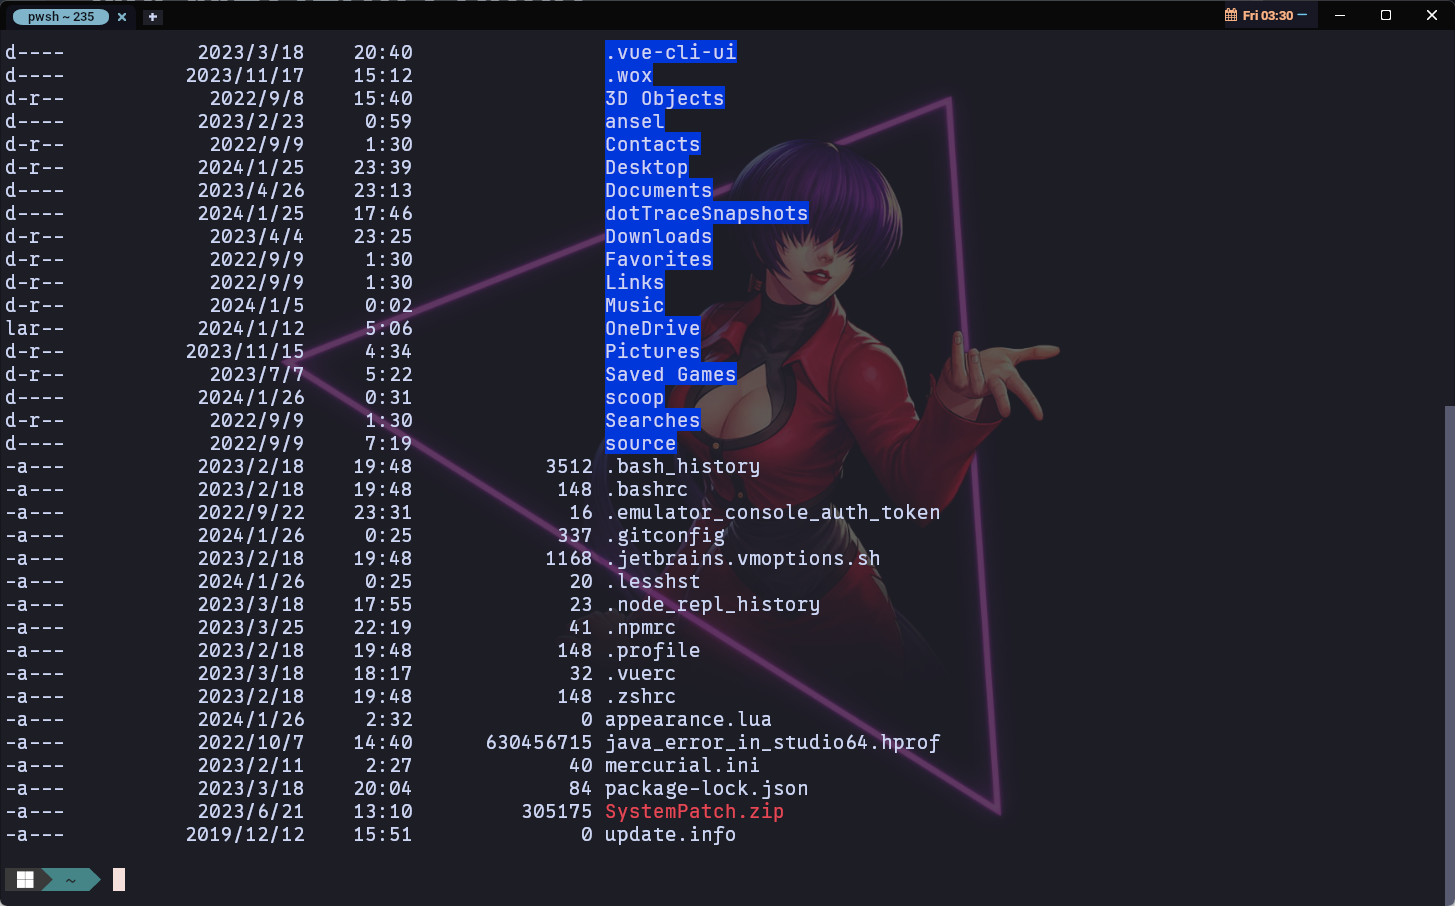 pwsh ~ 235
Fri 03:30
d---- 2023/3/18 20:40 .vue-cli-ui
d---- 2023/11/17 15:12 .wox
d-r-- 2022/9/8 15:40 3D Objects
d---- 2023/2/23 0:59 ansel
d-r-- 2022/9/9 1:30 Contacts
d-r-- 2024/1/25 23:39 Desktop
d---- 2023/4/26 23:13 Documents
d---- 2024/1/25 17:46 dotTraceSnapshots
d-r-- 2023/4/4 23:25 Downloads
d-r-- 2022/9/9 1:30 Favorites
d-r-- 2022/9/9 1:30 Links
d-r-- 2024/1/5 0:02 Music
lar-- 2024/1/12 5:06 OneDrive
d-r-- 2023/11/15 4:34 Pictures
d-r-- 2023/7/7 5:22 Saved Games
d---- 2024/1/26 0:31 scoop
d-r-- 2022/9/9 1:30 Searches
d---- 2022/9/9 7:19 source
-a--- 2023/2/18 19:48 3512 .bash_history
-a--- 2023/2/18 19:48 148 .bashrc
-a--- 2022/9/22 23:31 16 .emulator_console_auth_token
-a--- 2024/1/26 0:25 337 .gitconfig
-a--- 2023/2/18 19:48 1168 .jetbrains.vmoptions.sh
-a--- 2024/1/26 0:25 20 .lesshst
-a--- 2023/3/18 17:55 23 .node_repl_history
-a--- 2023/3/25 22:19 41 .npmrc
-a--- 2023/2/18 19:48 148 .profile
-a--- 2023/3/18 18:17 32 .vuerc
-a--- 2023/2/18 19:48 148 .zshrc
-a--- 2024/1/26 2:32 0 appearance.lua
-a--- 2022/10/7 14:40 630456715 java_error_in_studio64.hprof
-a--- 2023/2/11 2:27 40 mercurial.ini
-a--- 2023/3/18 20:04 84 package-lock.json
-a--- 2023/6/21 13:10 305175 SystemPatch.zip
-a--- 2019/12/12 15:51 0 update.info
~